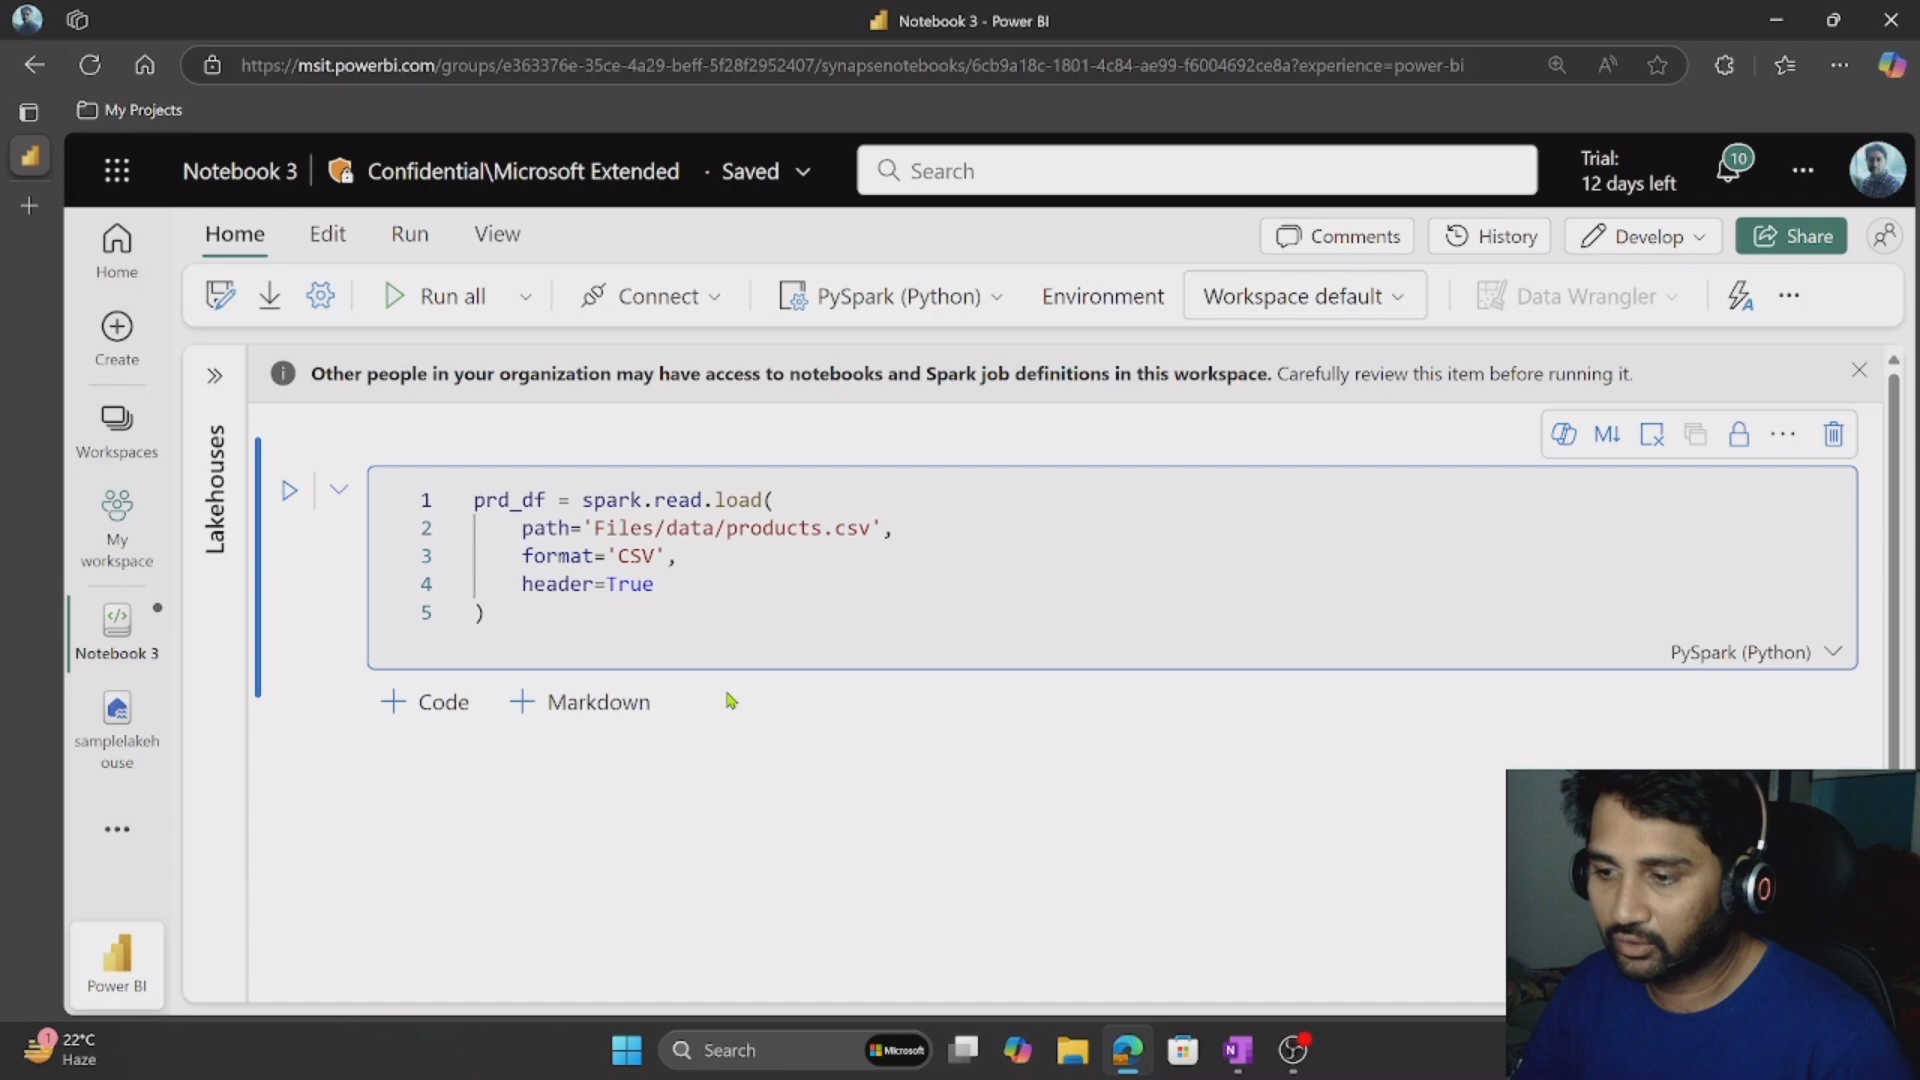 Notebook 3 - Power BI
https://msit.powerbi.com/groups/e363376e-35ce-4a29-beff-5f28f2952407/synapsenotebooks/6cb9a18c-1801-4c84-ae99-f6004692ce8a?experience=power-bi
My Projects
Notebook 3 Confidential\Microsoft Extended · Saved
Search
Trial:
12 days left
10
Home Edit Run View
Comments History Develop Share
Run all Connect PySpark (Python) Environment Workspace default Data Wrangler
Home
Create
Workspaces
My
workspace
Notebook 3
samplelakeh
ouse
Power BI
Lakehouses
Other people in your organization may have access to notebooks and Spark job definitions in this workspace. Carefully review this item before running it.
M↓
1 prd_df = spark.read.load(
2 path='Files/data/products.csv',
3 format='CSV',
4 header=True
5 )
PySpark (Python)
+ Code + Markdown
1
22°C
Haze
Search
Microsoft